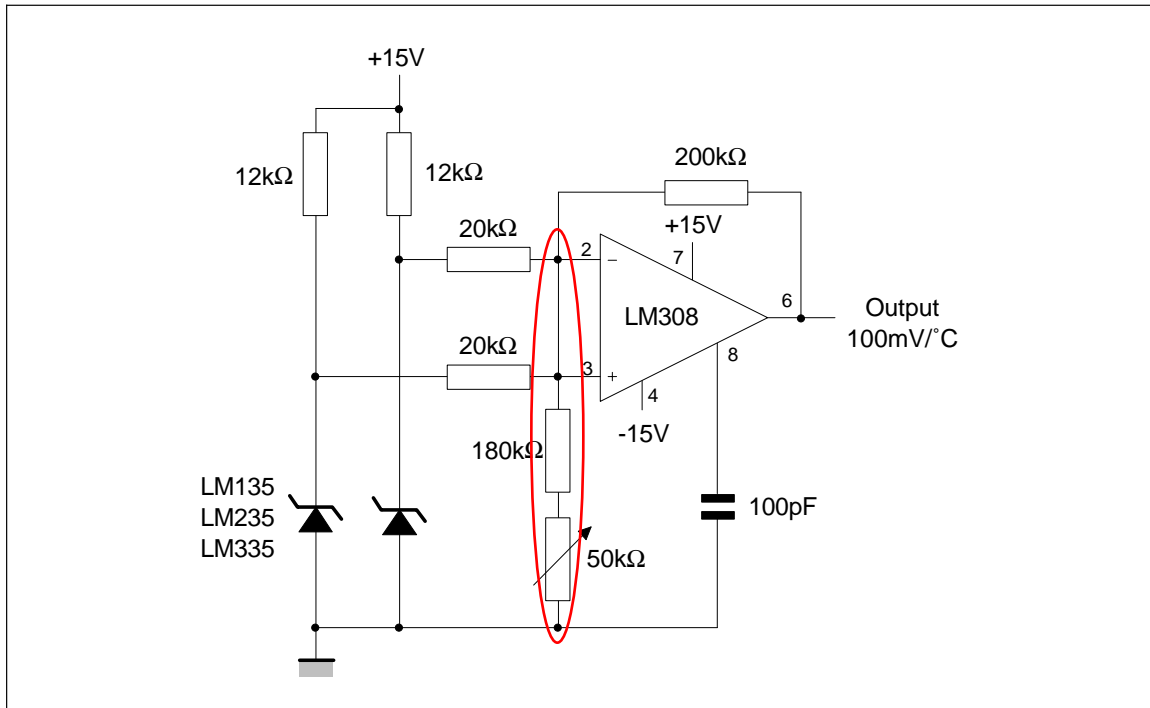 +15V
12kΩ
12kΩ
200kΩ
20kΩ
+15V
2
−
7
LM308
6
Output
100mV/°C
20kΩ
3
+
8
4
-15V
180kΩ
LM135
LM235
LM335
100pF
50kΩ